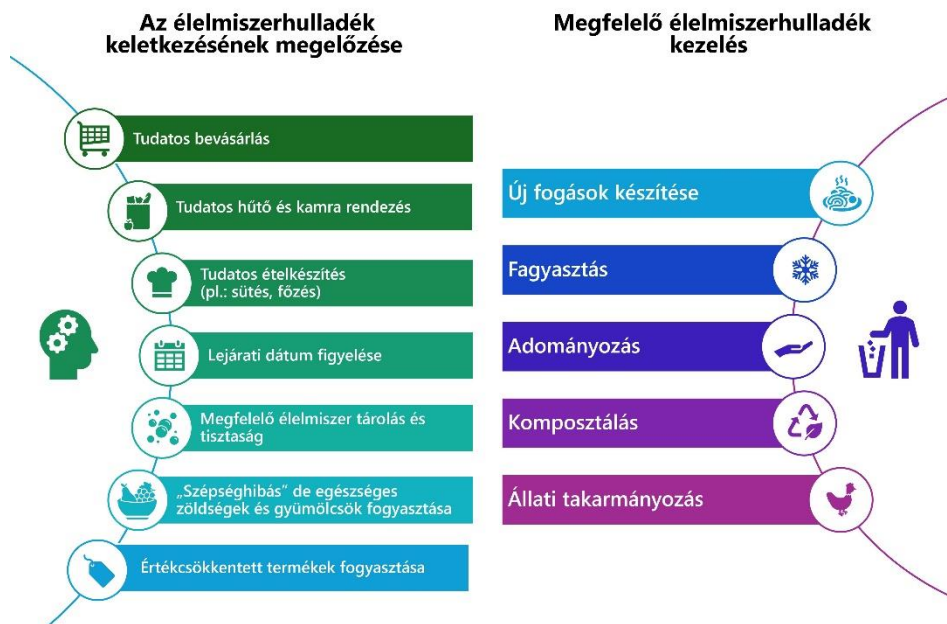 Az élelmiszerhulladék
keletkezésének megelőzése
Tudatos bevásárlás
Tudatos hűtő és kamra rendezés
Tudatos ételkészítés
(pl.: sütés, főzés)
Lejárati dátum figyelése
Megfelelő élelmiszer tárolás és
tisztaság
„Szépséghibás” de egészséges
zöldségek és gyümölcsök fogyasztása
Értékcsökkentett termékek fogyasztása
Megfelelő élelmiszerhulladék
kezelés
Új fogások készítése
Fagyasztás
Adományozás
Komposztálás
Állati takarmányozás